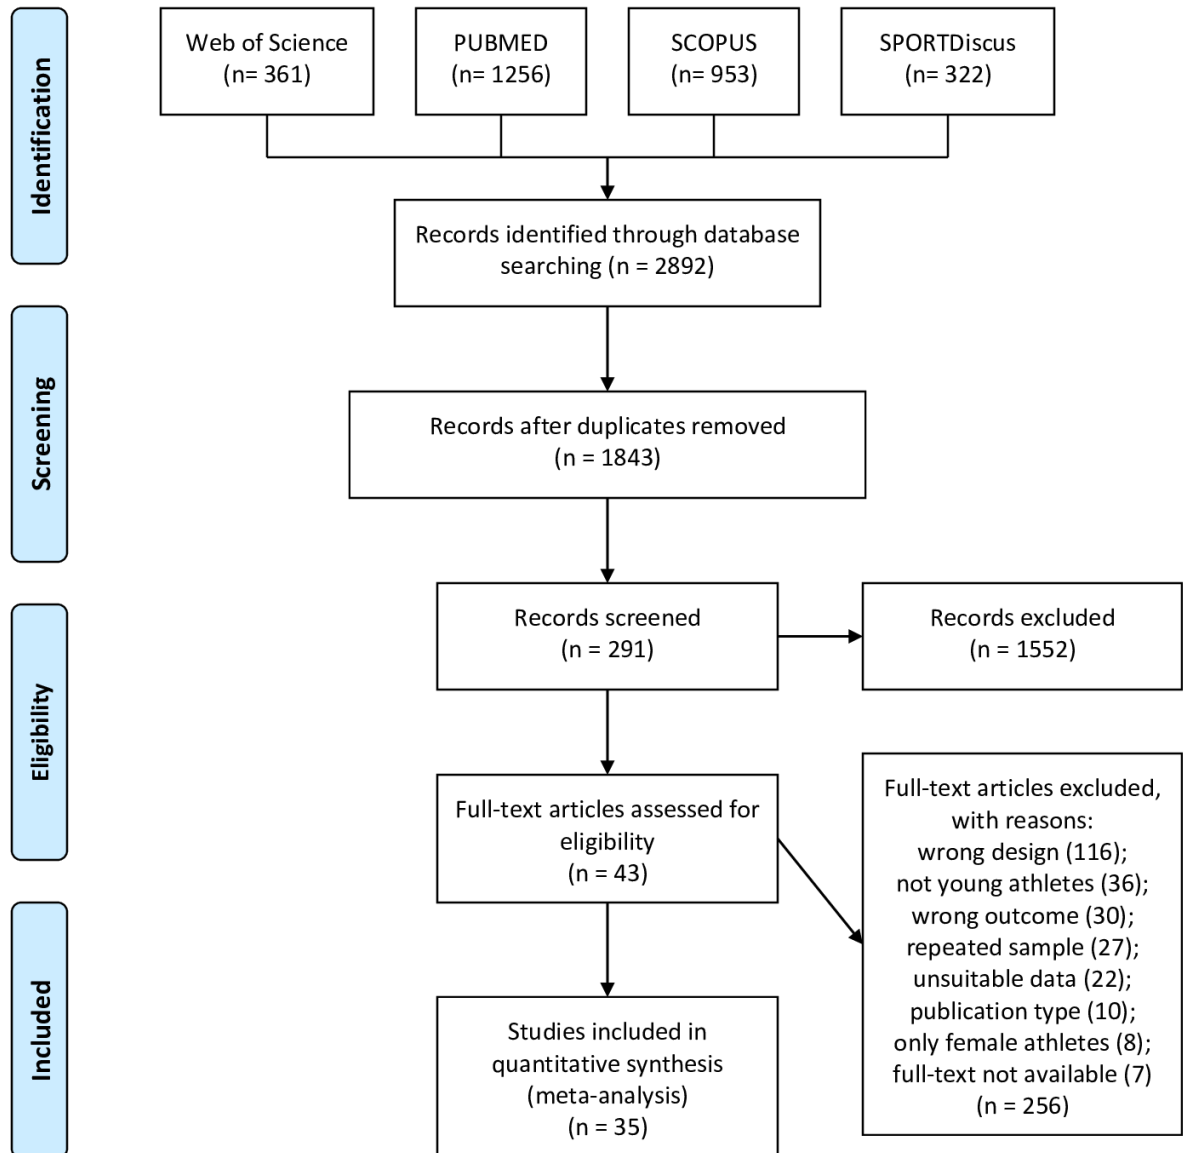 Identification
Web of Science
(n= 361)
PUBMED
(n= 1256)
SCOPUS
(n= 953)
SPORTDiscus
(n= 322)
Records identified through database
searching (n = 2892)
Screening
Records after duplicates removed
(n = 1843)
Eligibility
Records screened
(n = 291)
Records excluded
(n = 1552)
Full-text articles assessed for
eligibility
(n = 43)
Full-text articles excluded,
with reasons:
wrong design (116);
not young athletes (36);
wrong outcome (30);
repeated sample (27);
unsuitable data (22);
publication type (10);
only female athletes (8);
full-text not available (7)
(n = 256)
Included
Studies included in
quantitative synthesis
(meta-analysis)
(n = 35)